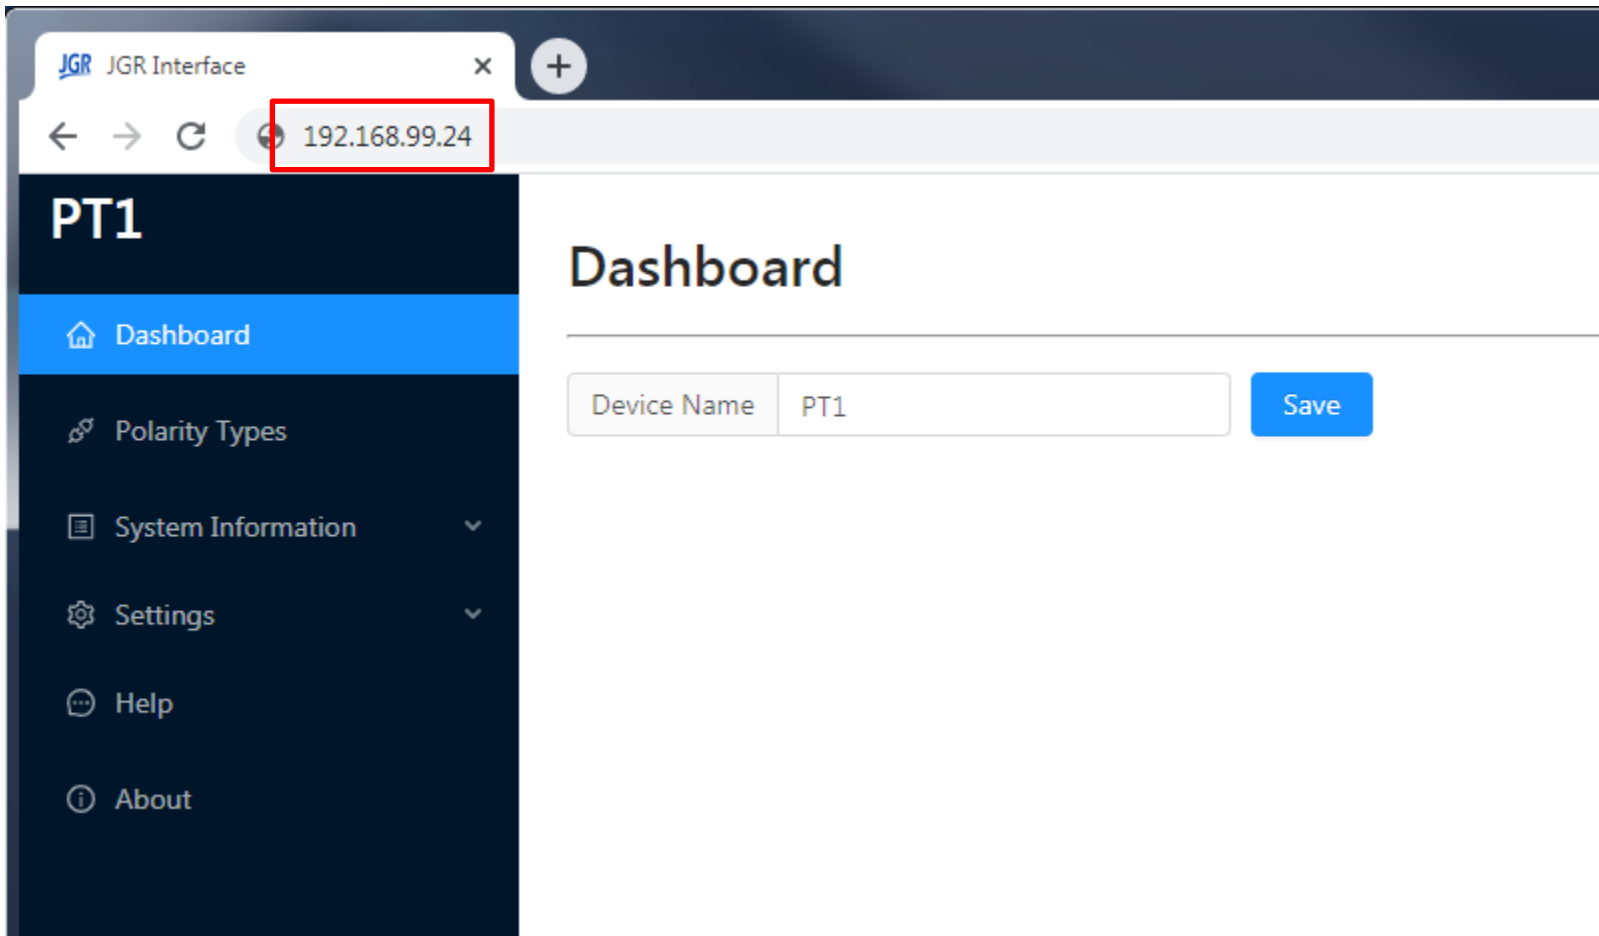 JGR JGR Interface
192.168.99.24
PT1
Dashboard
Dashboard
Device Name PT1 Save
Polarity Types
System Information
Settings
Help
About